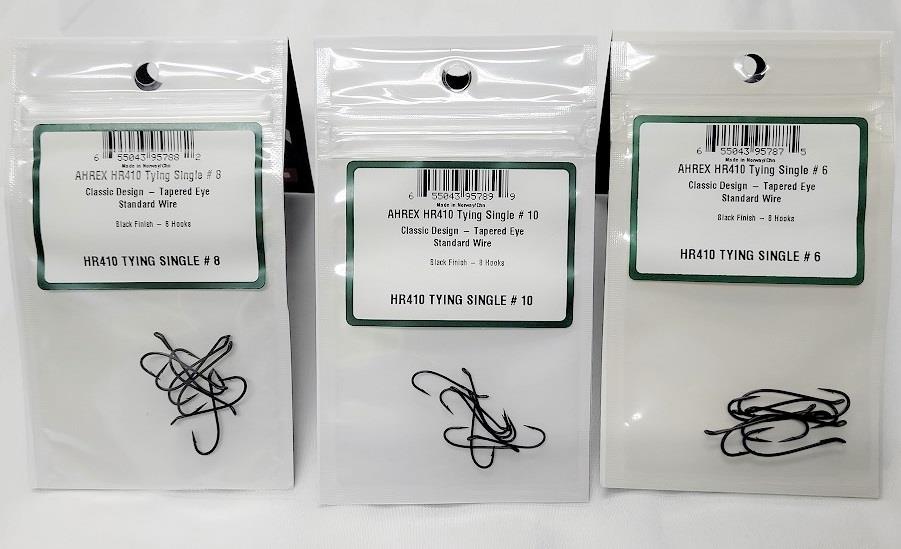 6 55043 95788 2
Made in Norway/Chn
AHREX HR410 Tying Single # 8
Classic Design – Tapered Eye
Standard Wire
Black Finish – 8 Hooks
HR410 TYING SINGLE # 8
6 55043 95789 9
Made in Norway/Chn
AHREX HR410 Tying Single # 10
Classic Design – Tapered Eye
Standard Wire
Black Finish – 8 Hooks
HR410 TYING SINGLE # 10
6 55043 95787 5
Made in Norway/Chn
AHREX HR410 Tying Single # 6
Classic Design – Tapered Eye
Standard Wire
Black Finish – 8 Hooks
HR410 TYING SINGLE # 6